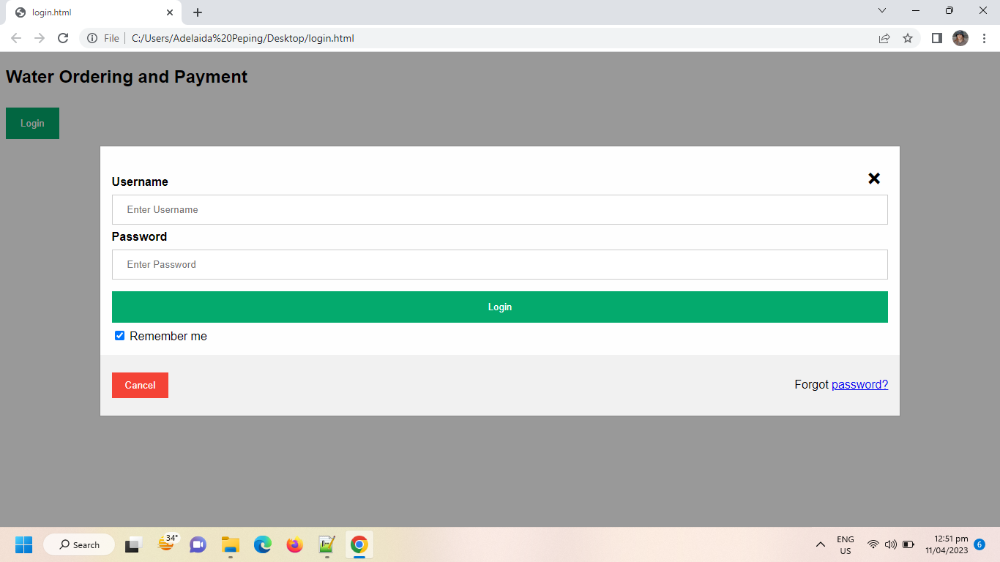 login.html
File
C:/Users/Adelaida%20Peping/Desktop/login.html
Water Ordering and Payment
Login
Username
Enter Username
Password
Enter Password
Login
Remember me
Cancel
Forgot password?
Search
34°
ENG
US
12:51 pm
11/04/2023
6